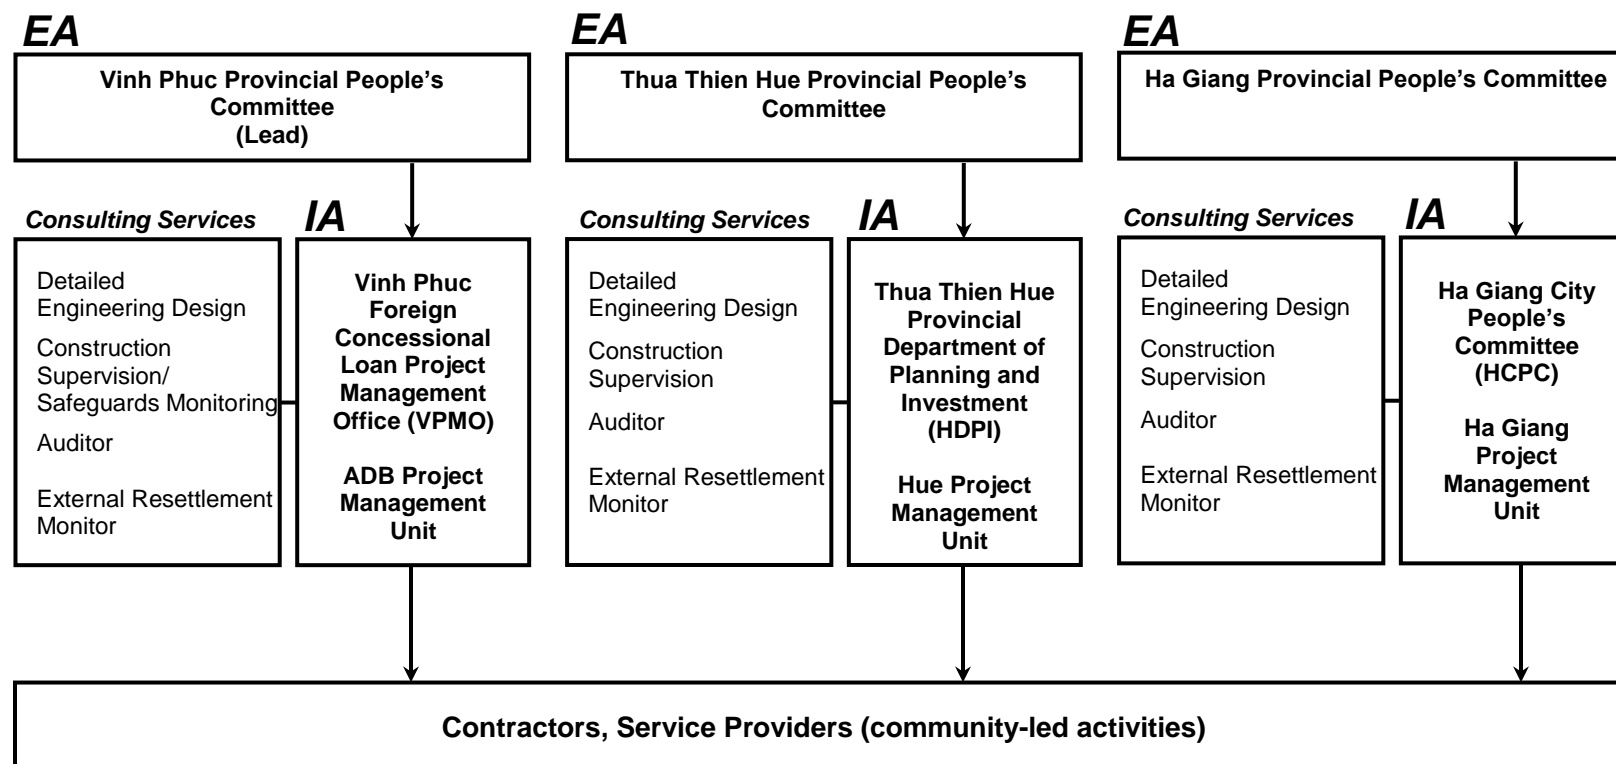 EA
Vinh Phuc Provincial People’s
Committee
(Lead)
EA
Thua Thien Hue Provincial People’s
Committee
EA
Ha Giang Provincial People’s Committee
Consulting Services
Detailed
Engineering Design
Construction
Supervision/
Safeguards Monitoring
Auditor
External Resettlement
Monitor
IA
Vinh Phuc
Foreign
Concessional
Loan Project
Management
Office (VPMO)
ADB Project
Management
Unit
Consulting Services
Detailed
Engineering Design
Construction
Supervision
Auditor
External Resettlement
Monitor
IA
Thua Thien Hue
Provincial
Department of
Planning and
Investment
(HDPI)
Hue Project
Management
Unit
Consulting Services
Detailed
Engineering Design
Construction
Supervision
Auditor
External Resettlement
Monitor
IA
Ha Giang City
People’s
Committee
(HCPC)
Ha Giang
Project
Management
Unit
Contractors, Service Providers (community-led activities)